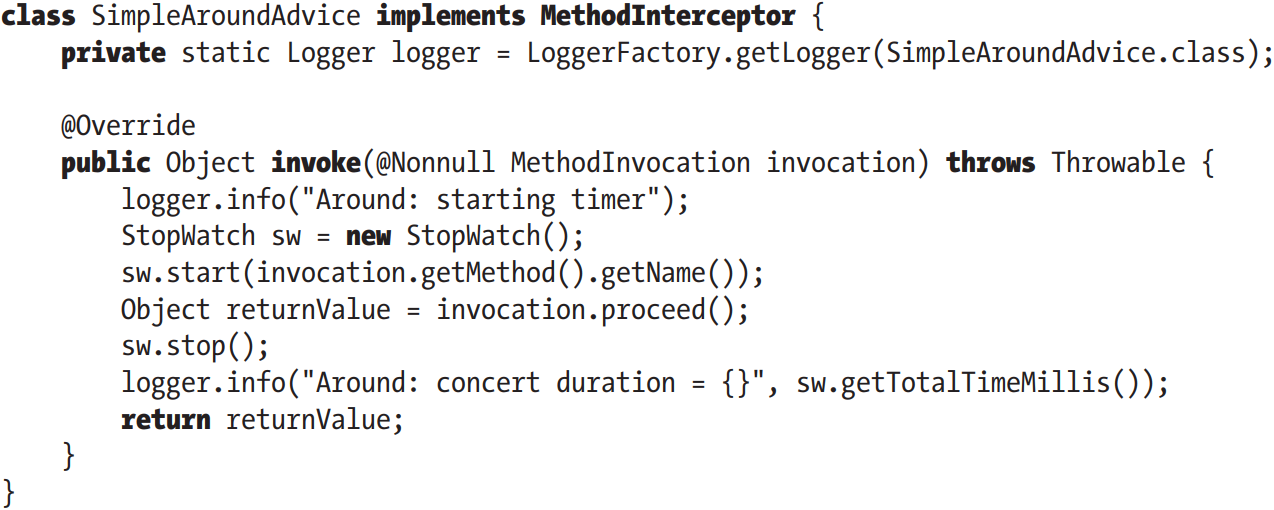 class SimpleAroundAdvice implements MethodInterceptor {
    private static Logger logger = LoggerFactory.getLogger(SimpleAroundAdvice.class);

    @Override
    public Object invoke(@Nonnull MethodInvocation invocation) throws Throwable {
        logger.info("Around: starting timer");
        StopWatch sw = new StopWatch();
        sw.start(invocation.getMethod().getName());
        Object returnValue = invocation.proceed();
        sw.stop();
        logger.info("Around: concert duration = {}", sw.getTotalTimeMillis());
        return returnValue;
    }
}